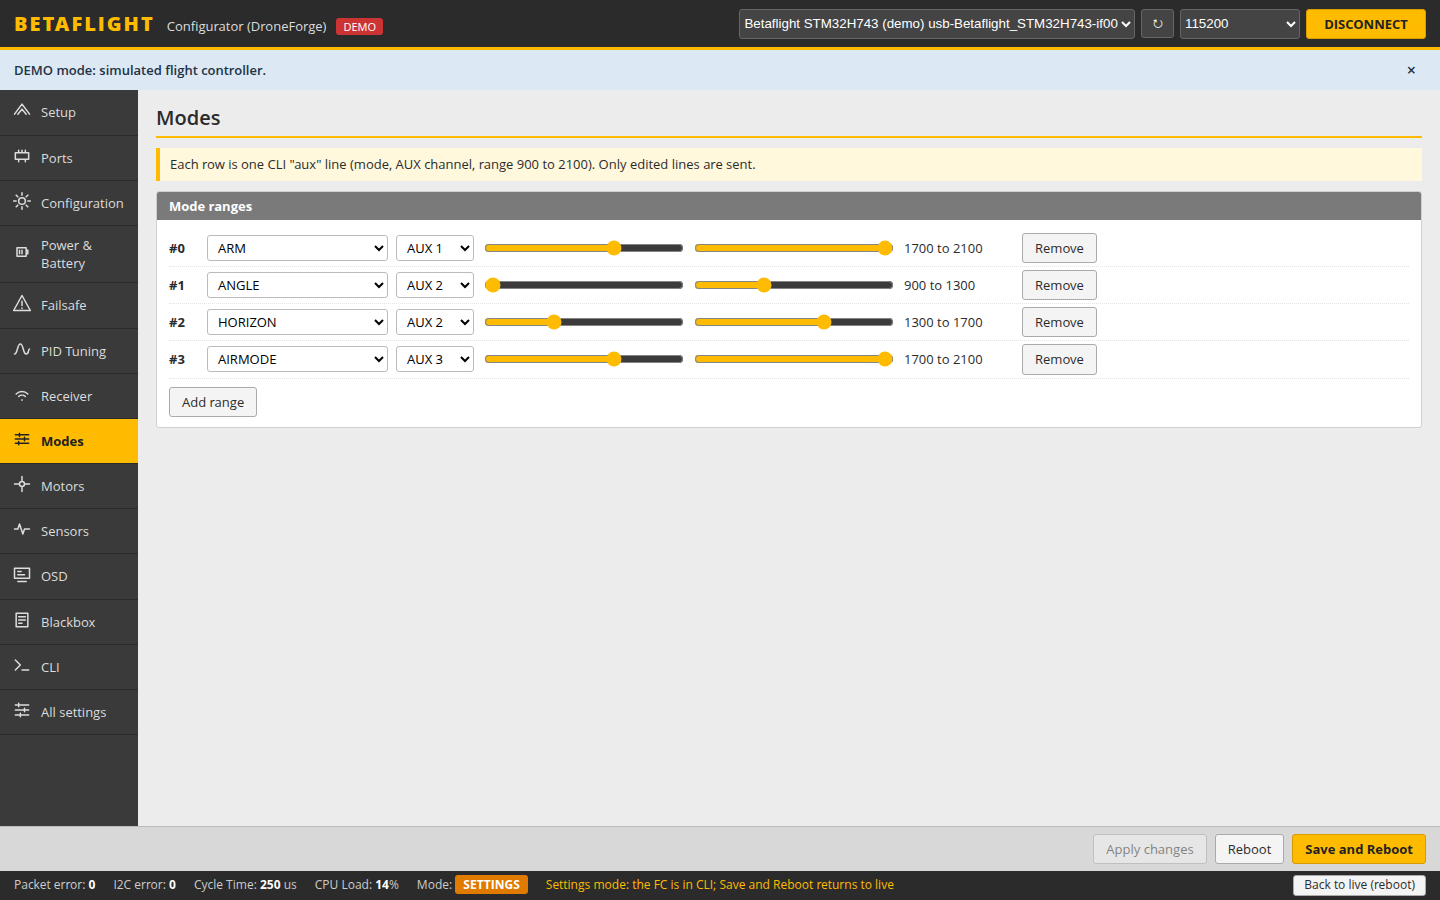 BETAFLIGHT Configurator (DroneForge) DEMO Betaflight STM32H743 (demo) usb-Betaflight_STM32H743-if00 ↻ 115200 DISCONNECT
DEMO mode: simulated flight controller. ×
Setup
Ports
Configuration
Power &
Battery
Failsafe
PID Tuning
Receiver
Modes
Motors
Sensors
OSD
Blackbox
CLI
All settings
Modes
Each row is one CLI "aux" line (mode, AUX channel, range 900 to 2100). Only edited lines are sent.
Mode ranges
#0 ARM AUX 1 1700 to 2100 Remove
#1 ANGLE AUX 2 900 to 1300 Remove
#2 HORIZON AUX 2 1300 to 1700 Remove
#3 AIRMODE AUX 3 1700 to 2100 Remove
Add range
Apply changes Reboot Save and Reboot
Packet error: 0 I2C error: 0 Cycle Time: 250 us CPU Load: 14% Mode: SETTINGS Settings mode: the FC is in CLI; Save and Reboot returns to live Back to live (reboot)